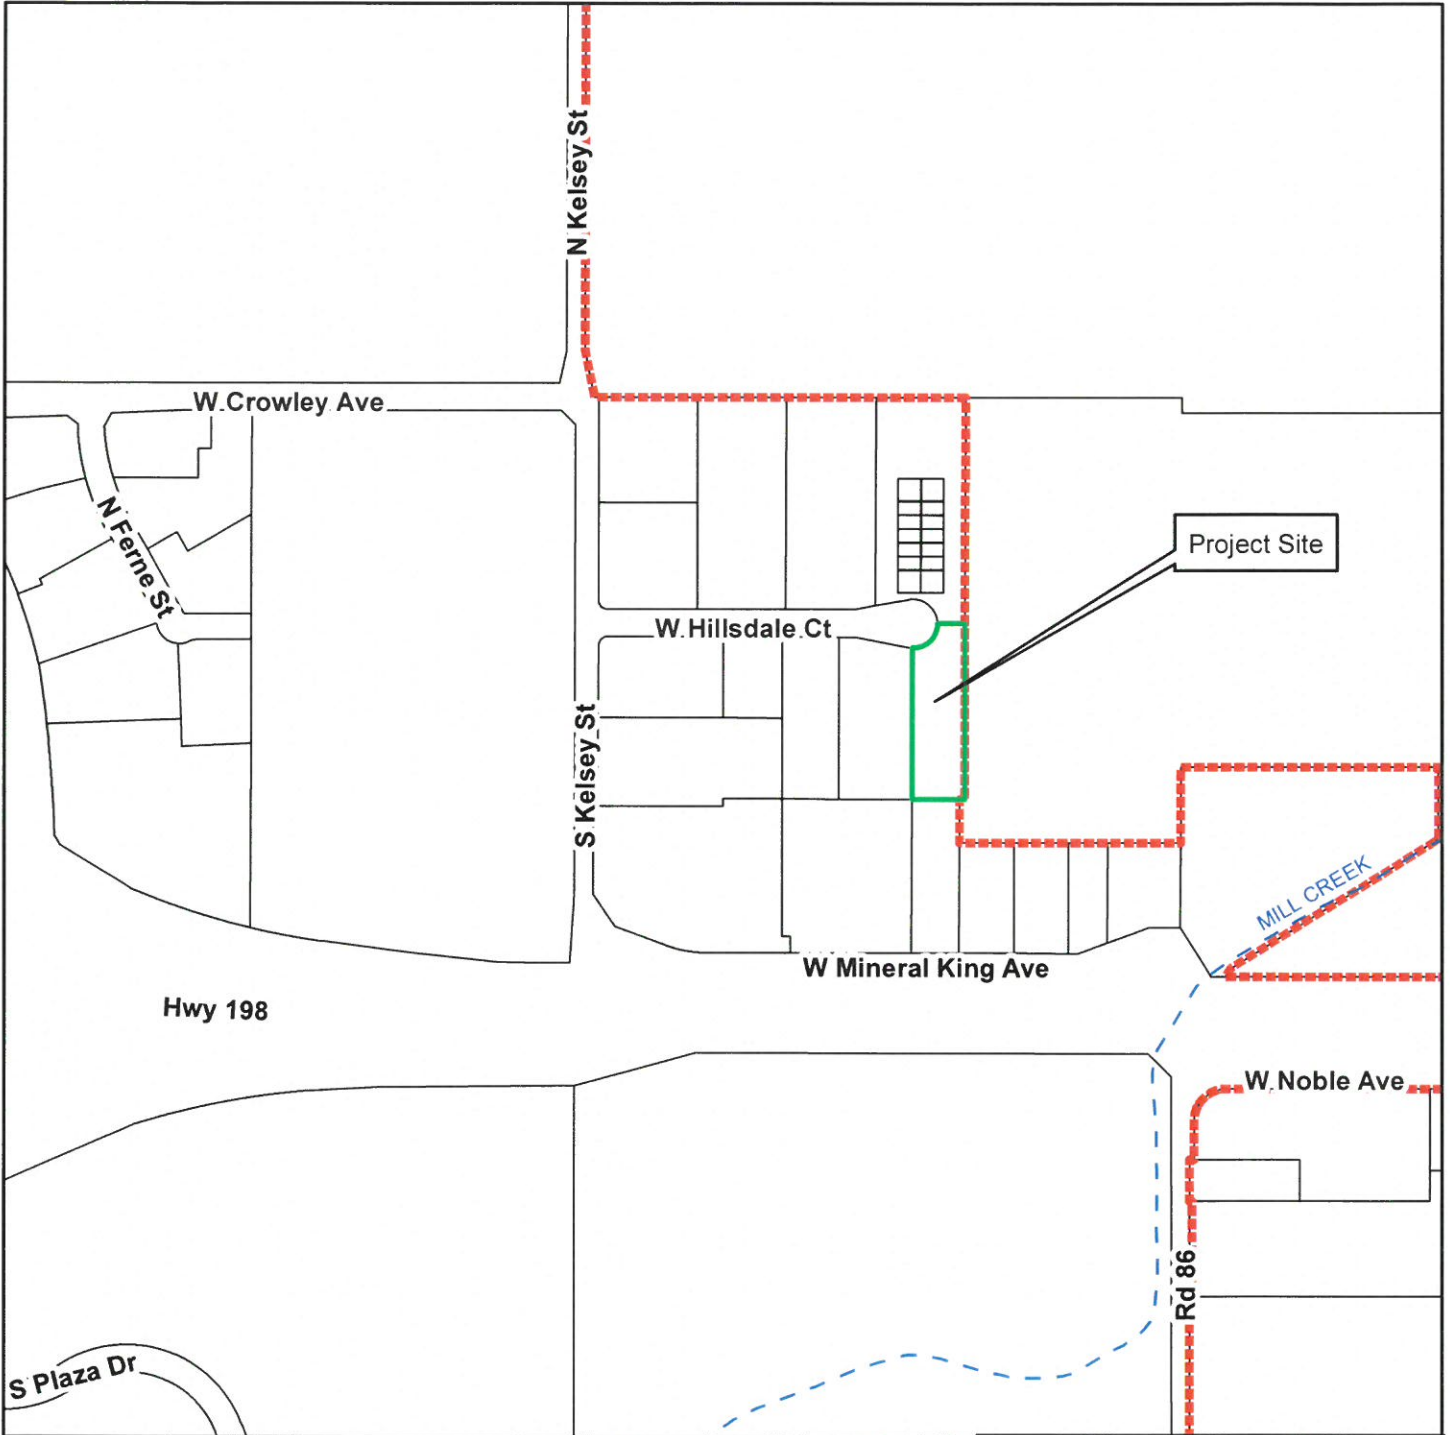 N Kelsey St
W Crowley Ave
N Ferne St
Project Site
W Hillsdale Ct
S Kelsey St
MILL CREEK
W Mineral King Ave
Hwy 198
W Noble Ave
Rd 86
S Plaza Dr